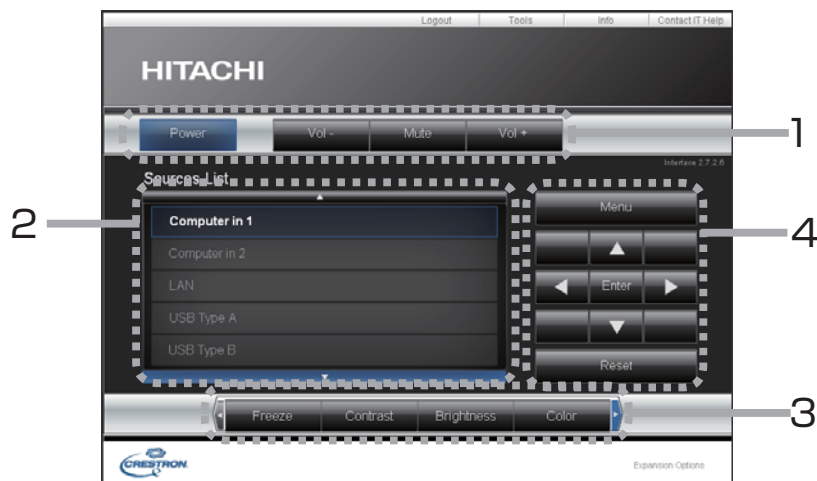 Logout Tools Info Contact IT Help
HITACHI
Power Vol - Mute Vol +
1
Interface 2.7.2.6
Sources List
2
Computer in 1
Computer in 2
LAN
USB Type A
USB Type B
Menu
Enter
Reset
4
Freeze Contrast Brightness Color
3
CRESTRON
Expansion Options